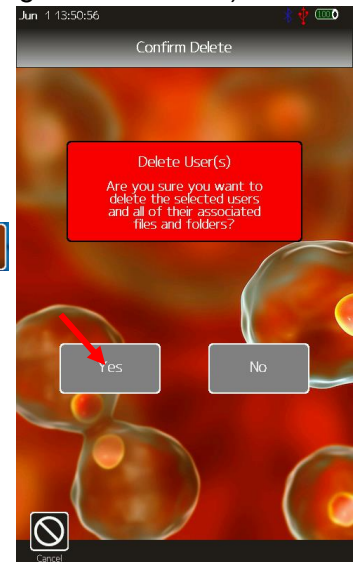 Jun 1 13:50:56
100
Confirm Delete
Delete User(s)
Are you sure you want to
delete the selected users
and all of their associated
files and folders?
Yes
No
Cancel